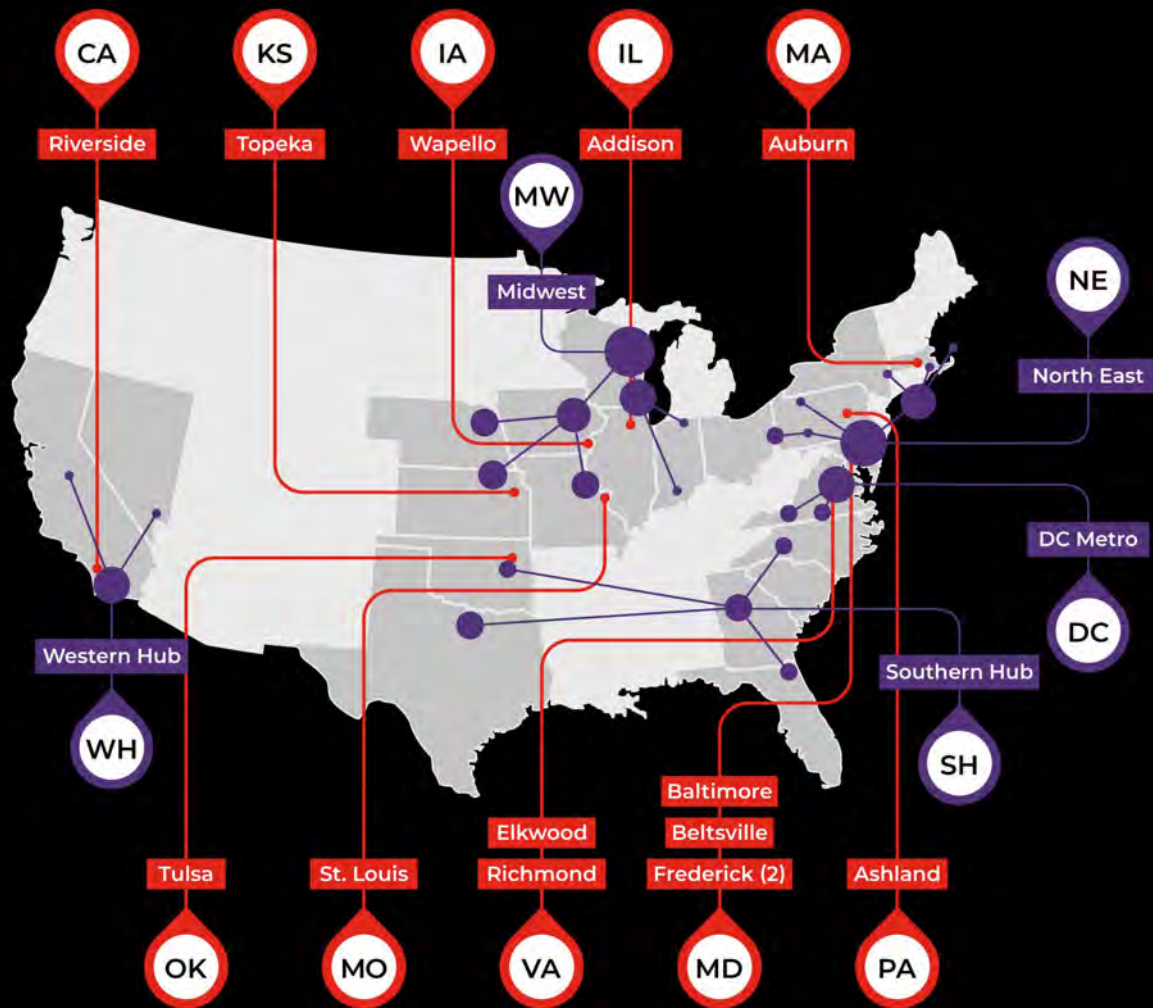 CA
KS
IA
IL
MA
Riverside
Topeka
Wapello
Addison
Auburn
MW
Midwest
NE
North East
DC Metro
DC
Western Hub
WH
Southern Hub
SH
Baltimore
Elkwood
Beltsville
Tulsa
St. Louis
Richmond
Frederick (2)
Ashland
OK
MO
VA
MD
PA